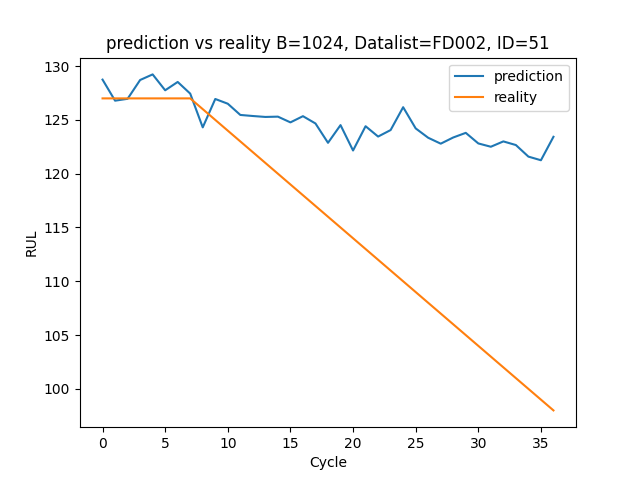 prediction vs reality B=1024, Datalist=FD002, ID=51
prediction
reality
130
125
120
115
110
105
100
RUL
0 5 10 15 20 25 30 35
Cycle